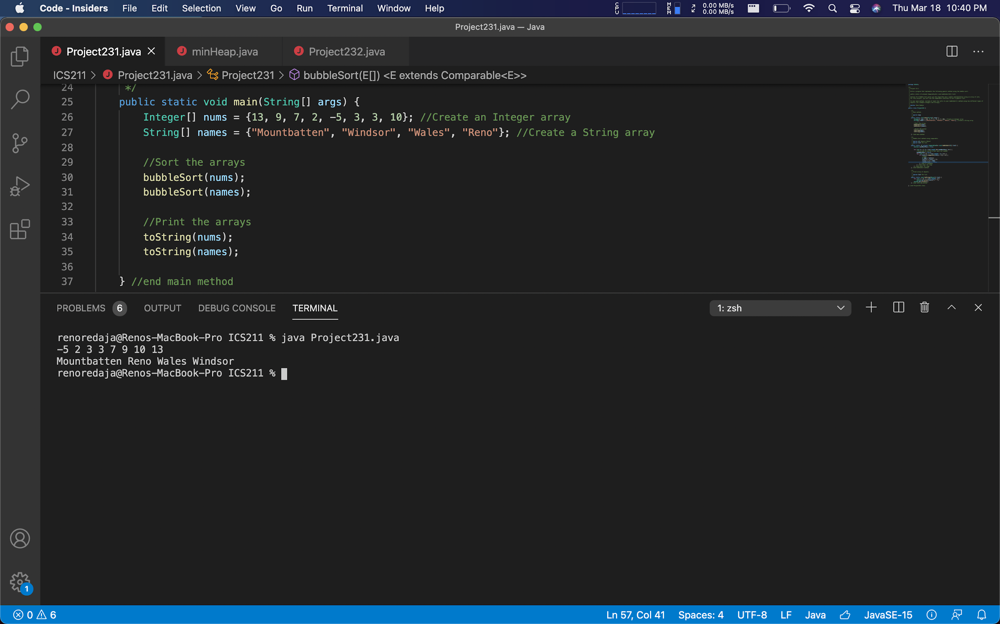 Code - Insiders File Edit Selection View Go Run Terminal Window Help CPU MEM 0.00 MB/s 0.00 MB/s Thu Mar 18 10:40 PM
Project231.java — Java
Project231.java minHeap.java Project232.java
ICS211 > Project231.java > Project231 > bubbleSort(E[]) <E extends Comparable<E>>
24 */
25 public static void main(String[] args) {
26 Integer[] nums = {13, 9, 7, 2, -5, 3, 3, 10}; //Create an Integer array
27 String[] names = {"Mountbatten", "Windsor", "Wales", "Reno"}; //Create a String array
28
29 //Sort the arrays
30 bubbleSort(nums);
31 bubbleSort(names);
32
33 //Print the arrays
34 toString(nums);
35 toString(names);
36
37 } //end main method
PROBLEMS 6 OUTPUT DEBUG CONSOLE TERMINAL 1: zsh
renoredaja@Renos-MacBook-Pro ICS211 % java Project231.java
-5 2 3 3 7 9 10 13
Mountbatten Reno Wales Windsor
renoredaja@Renos-MacBook-Pro ICS211 %
1
0 6 Ln 57, Col 41 Spaces: 4 UTF-8 LF Java JavaSE-15